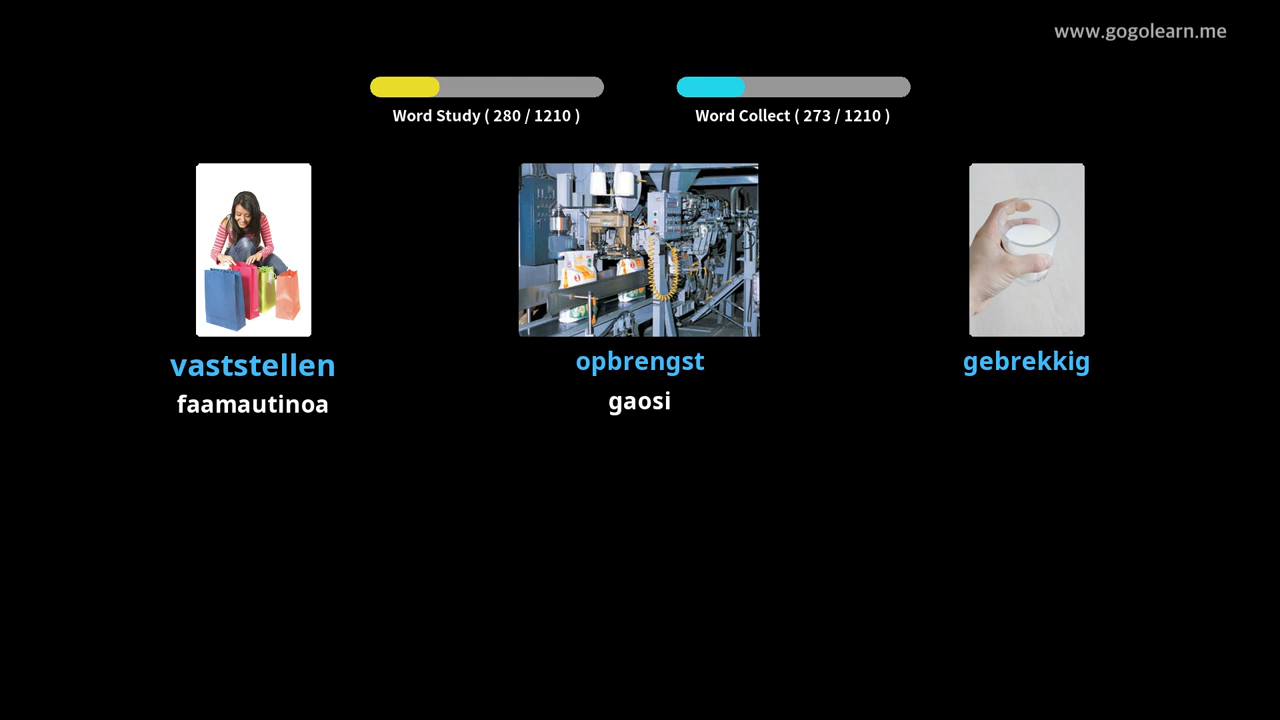 www.gogolearn.me
Word Study ( 280 / 1210 )
Word Collect ( 273 / 1210 )
vaststellen
faamautinoa
opbrengst
gaosi
gebrekkig